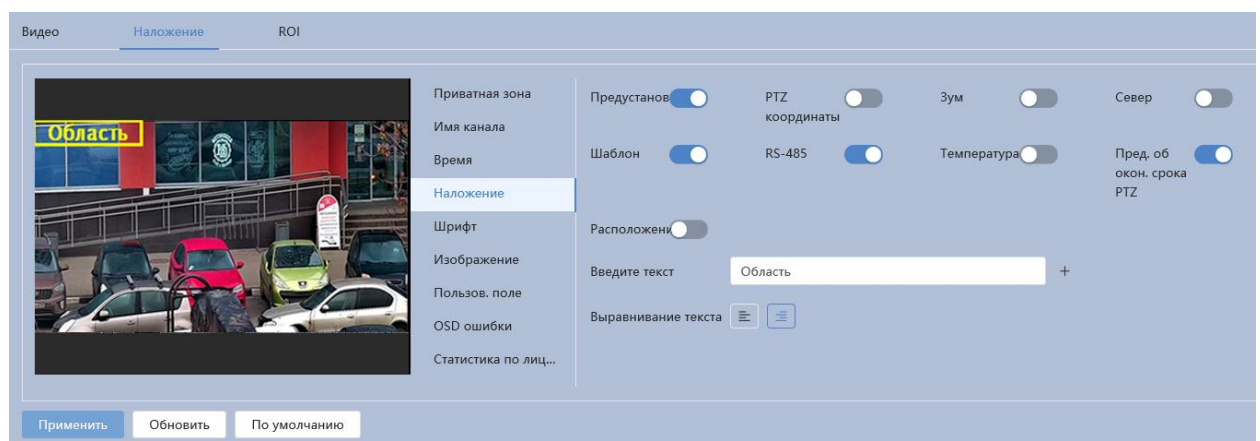 Видео
Наложение
ROI
Область
Приватная зона
Имя канала
Время
Наложение
Шрифт
Изображение
Пользов. поле
OSD ошибки
Статистика по лиц...
Предустанов
PTZ
координаты
Зум
Север
Шаблон
RS-485
Температура
Пред. об
окон. срока
PTZ
Расположени
Введите текст
Область
+
Выравнивание текста
Применить
Обновить
По умолчанию